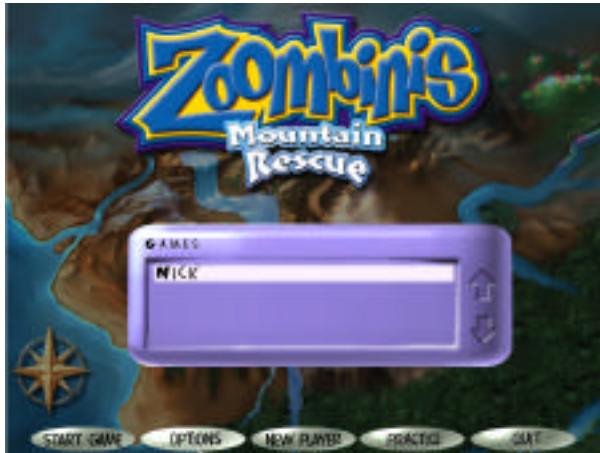 Zoombinis
Mountain
Rescue
GAMES
NICK
START GAME
OPTIONS
NEW PLAYER
PRACTICE
QUIT